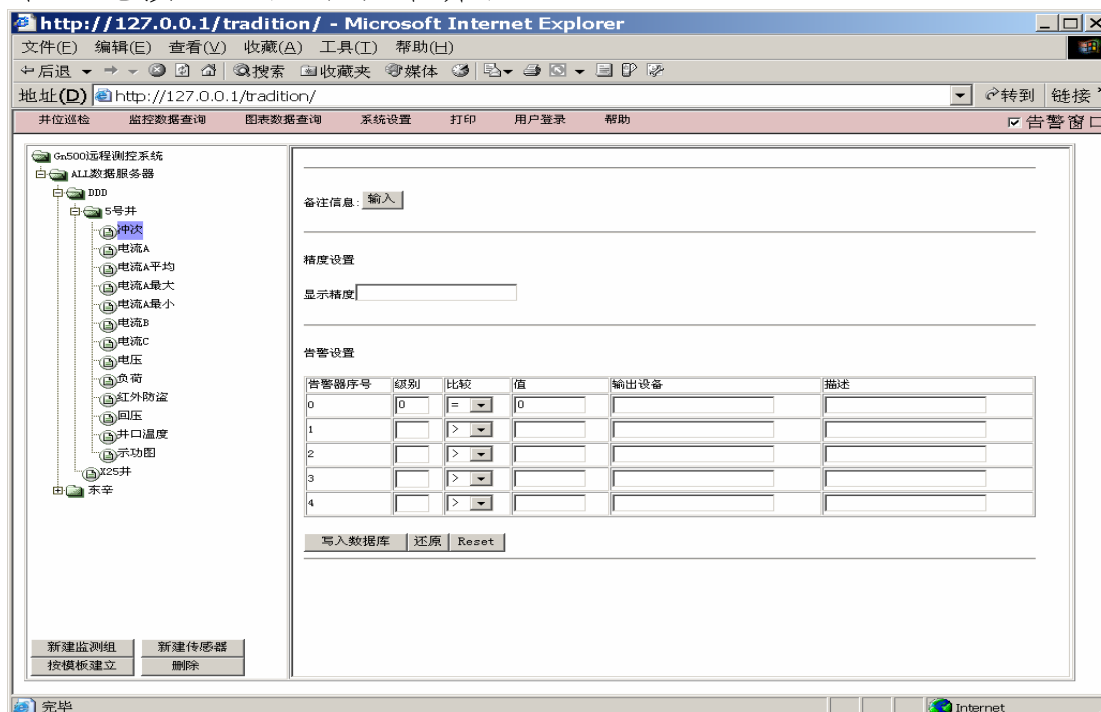 http://127.0.0.1/tradition/ - Microsoft Internet Explorer
文件(F) 编辑(E) 查看(V) 收藏(A) 工具(T) 帮助(H)
后退 搜索 收藏夹 媒体
地址(D) http://127.0.0.1/tradition/ 转到 链接
井位巡检 监控数据查询 图表数据查询 系统设置 打印 用户登录 帮助 告警窗口
Gn500远程测控系统
ALL数据服务器
DDD
5号井
冲次
电流A
电流A平均
电流A最大
电流A最小
电流B
电流C
电压
负荷
红外防盗
回压
井口温度
示功图
X25井
东辛
新建监测组 新建传感器
按模板建立 删除
备注信息: 输入
精度设置
显示精度
告警设置
告警器序号 级别 比较 值 输出设备 描述
0 0 = 0
1 >
2 >
3 >
4 >
写入数据库 还原 Reset
完毕 Internet